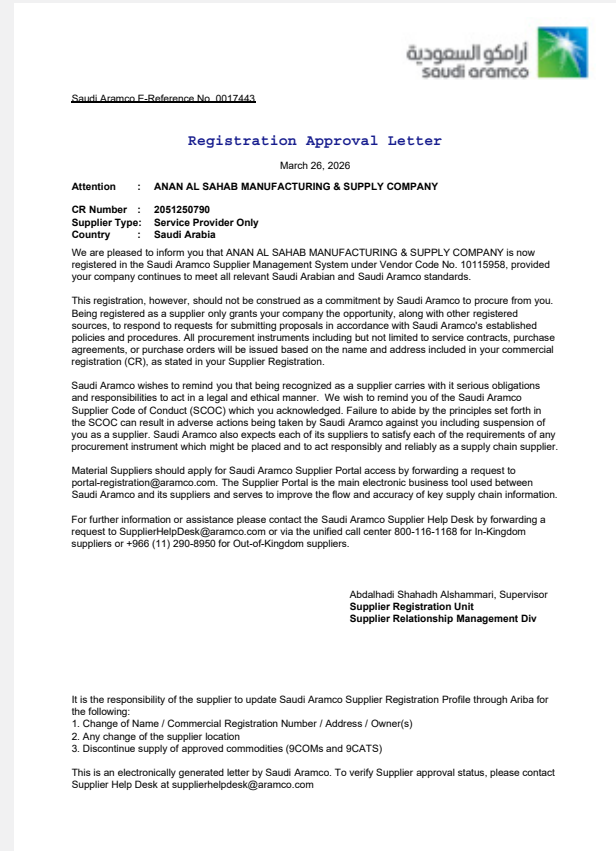 أرامكو السعودية
saudi aramco
Saudi Aramco E-Reference No. 0017443
Registration Approval Letter
March 26, 2026
Attention : ANAN AL SAHAB MANUFACTURING & SUPPLY COMPANY
CR Number : 2051250790
Supplier Type: Service Provider Only
Country : Saudi Arabia
We are pleased to inform you that ANAN AL SAHAB MANUFACTURING & SUPPLY COMPANY is now
registered in the Saudi Aramco Supplier Management System under Vendor Code No. 10115958, provided
your company continues to meet all relevant Saudi Arabian and Saudi Aramco standards.
This registration, however, should not be construed as a commitment by Saudi Aramco to procure from you.
Being registered as a supplier only grants your company the opportunity, along with other registered
sources, to respond to requests for submitting proposals in accordance with Saudi Aramco's established
policies and procedures. All procurement instruments including but not limited to service contracts, purchase
agreements, or purchase orders will be issued based on the name and address included in your commercial
registration (CR), as stated in your Supplier Registration.
Saudi Aramco wishes to remind you that being recognized as a supplier carries with it serious obligations
and responsibilities to act in a legal and ethical manner. We wish to remind you of the Saudi Aramco
Supplier Code of Conduct (SCOC) which you acknowledged. Failure to abide by the principles set forth in
the SCOC can result in adverse actions being taken by Saudi Aramco against you including suspension of
you as a supplier. Saudi Aramco also expects each of its suppliers to satisfy each of the requirements of any
procurement instrument which might be placed and to act responsibly and reliably as a supply chain supplier.
Material Suppliers should apply for Saudi Aramco Supplier Portal access by forwarding a request to
portal-registration@aramco.com. The Supplier Portal is the main electronic business tool used between
Saudi Aramco and its suppliers and serves to improve the flow and accuracy of key supply chain information.
For further information or assistance please contact the Saudi Aramco Supplier Help Desk by forwarding a
request to SupplierHelpDesk@aramco.com or via the unified call center 800-116-1168 for In-Kingdom
suppliers or +966 (11) 290-8950 for Out-of-Kingdom suppliers.
Abdalhadi Shahadh Alshammari, Supervisor
Supplier Registration Unit
Supplier Relationship Management Div
It is the responsibility of the supplier to update Saudi Aramco Supplier Registration Profile through Ariba for
the following:
1. Change of Name / Commercial Registration Number / Address / Owner(s)
2. Any change of the supplier location
3. Discontinue supply of approved commodities (9COMs and 9CATS)
This is an electronically generated letter by Saudi Aramco. To verify Supplier approval status, please contact
Supplier Help Desk at supplierhelpdesk@aramco.com